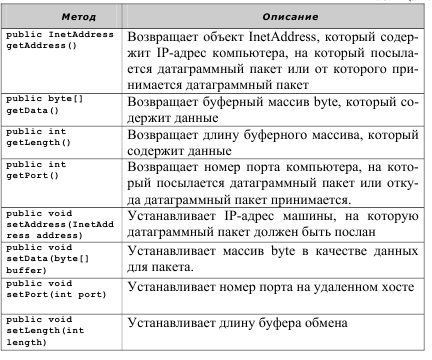 Метод Описание
public InetAddress
getAddress()
Возвращает объект InetAddress, который содер-
жит IP-адрес компьютера, на который посыла-
ется датаграммный пакет или от которого при-
нимается датаграммный пакет
public byte[]
getData()
Возвращает буферный массив byte, который со-
держит данные
public int
getLength()
Возвращает длину буферного массива, который
содержит данные
public int
getPort()
Возвращает номер порта компьютера, на кото-
рый посылается датаграммный пакет или отку-
да датаграммный пакет принимается.
public void
setAddress(InetAdd
ress address)
Устанавливает IP-адрес машины, на которую
датаграммный пакет должен быть послан
public void
setData(byte[]
buffer)
Устанавливает массив byte в качестве данных
для пакета.
public void
setPort(int port)
Устанавливает номер порта на удаленном хосте
public void
setLength(int
length)
Устанавливает длину буфера обмена